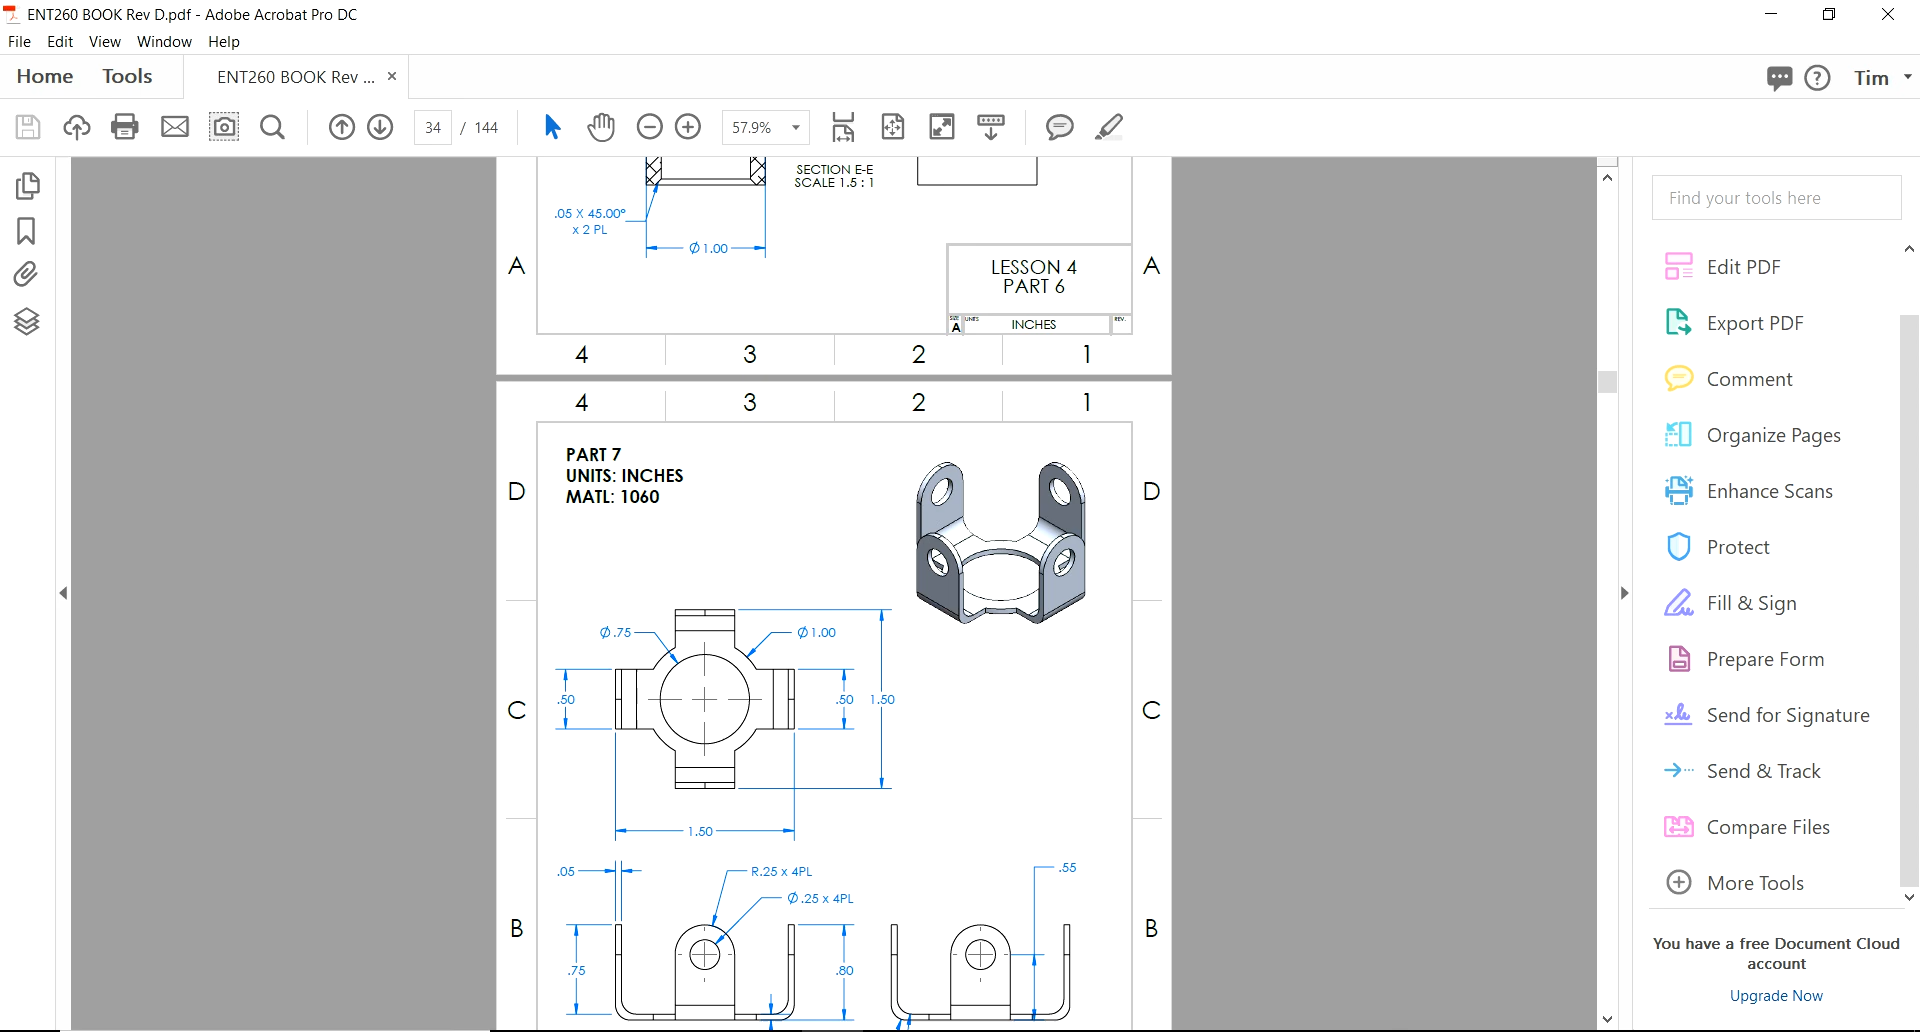 ENT260 BOOK Rev D.pdf - Adobe Acrobat Pro DC
File Edit View Window Help
Home Tools ENT260 BOOK Rev ... ×
Tim
34 / 144
57.9%
SECTION E-E
SCALE 1.5 : 1
.05 X 45.00°
x 2 PL
∅1.00
A
A
LESSON 4
PART 6
SIZE
A
UNITS
INCHES
REV.
4 3 2 1
4 3 2 1
PART 7
UNITS: INCHES
MATL: 1060
D
D
∅.75
∅1.00
.50
.50
1.50
C
C
1.50
.05
R.25 x 4PL
∅.25 x 4PL
.55
B
B
.75
.80
Find your tools here
Edit PDF
Export PDF
Comment
Organize Pages
Enhance Scans
Protect
Fill & Sign
Prepare Form
Send for Signature
Send & Track
Compare Files
More Tools
You have a free Document Cloud
account
Upgrade Now